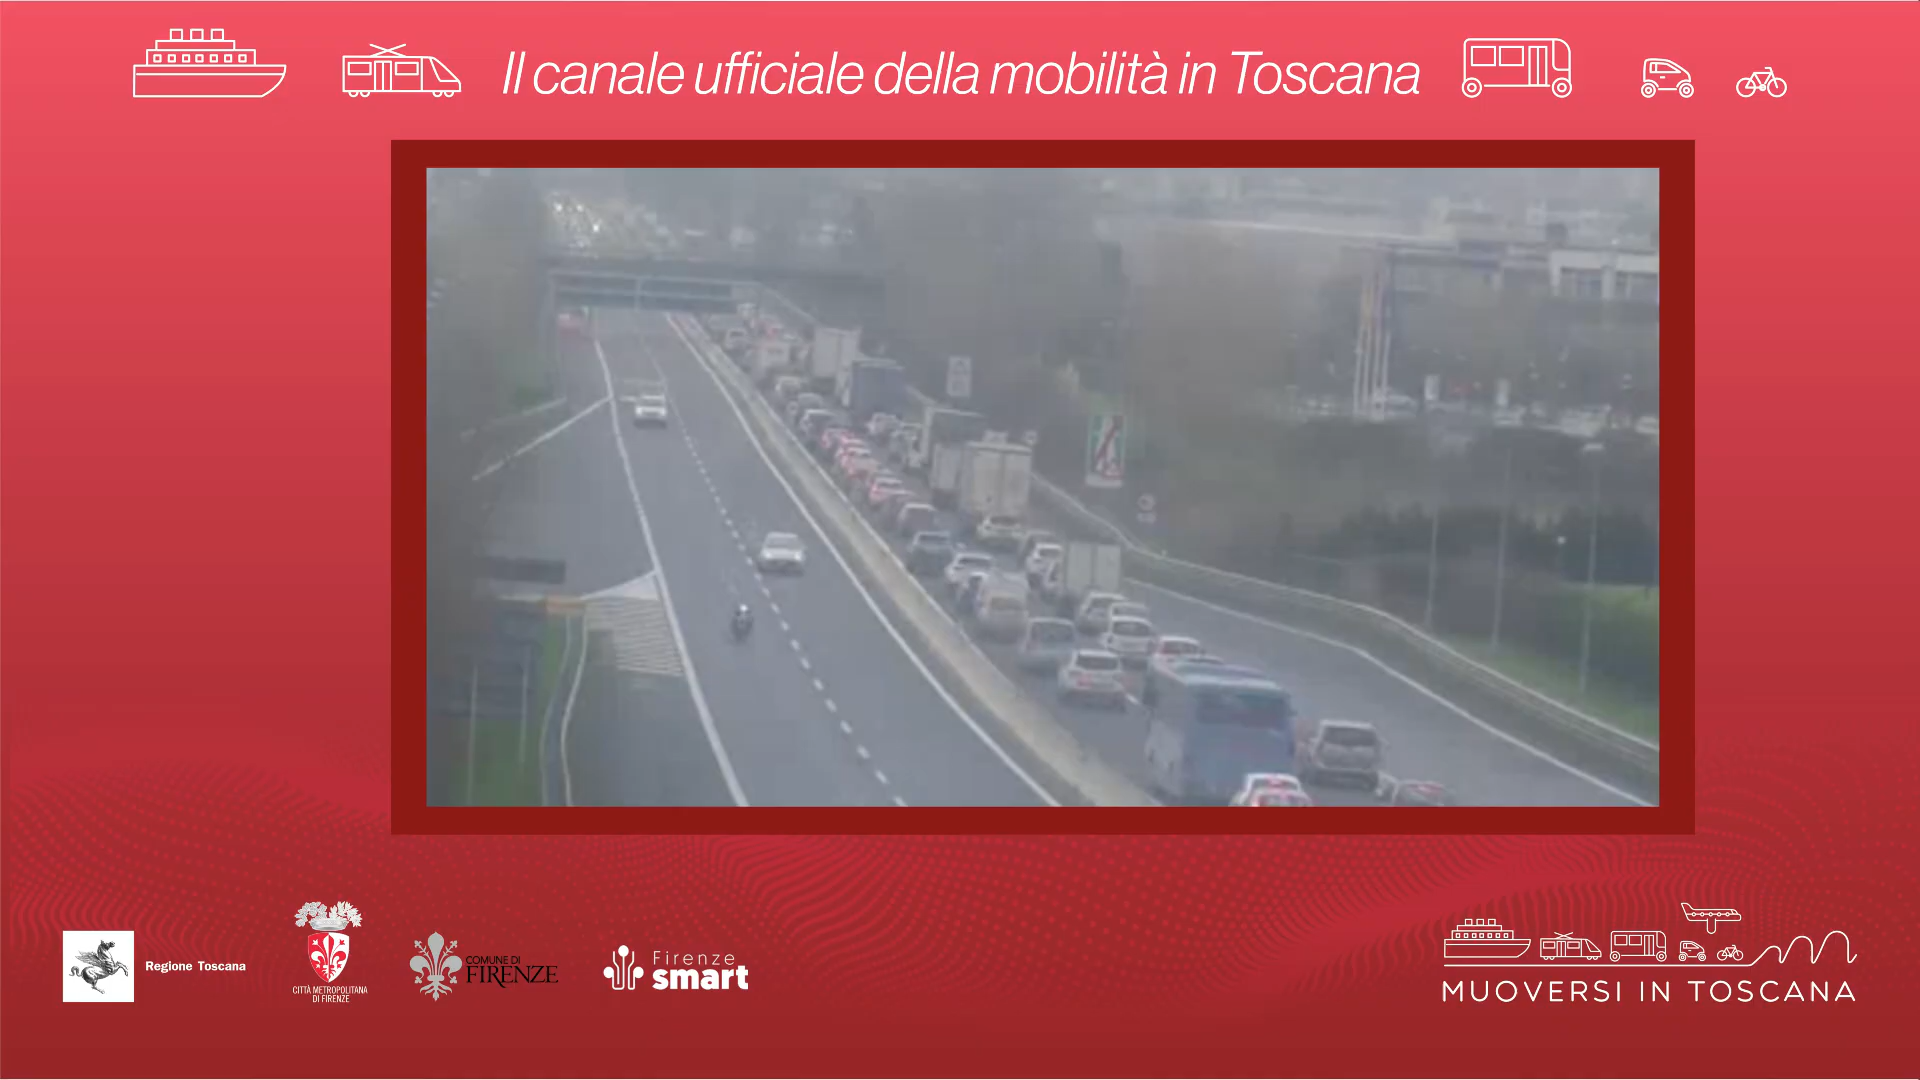 Il canale ufficiale della mobilità in Toscana
Regione Toscana
CITTÀ METROPOLITANA
DI FIRENZE
COMUNE DI
FIRENZE
Firenze
smart
MUOVERSI IN TOSCANA